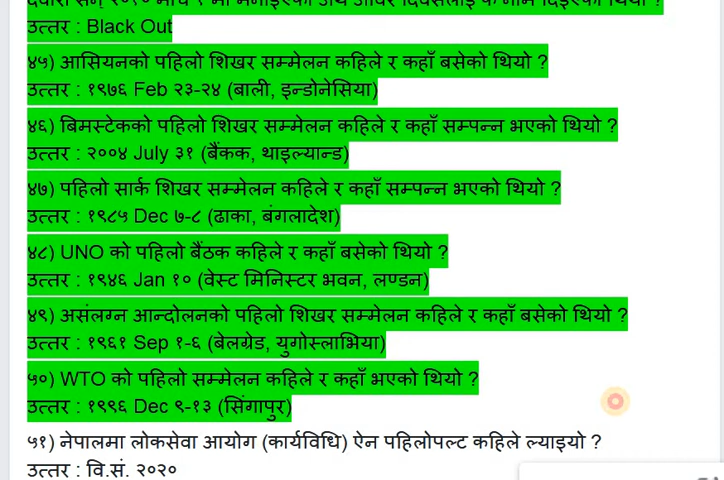 उत्तर : Black Out
४५) आसियनको पहिलो शिखर सम्मेलन कहिले र कहाँ बसेको थियो ?
उत्तर : १९७६ Feb २३-२४ (बाली, इन्डोनेसिया)
४६) बिमस्टेकको पहिलो शिखर सम्मेलन कहिले र कहाँ सम्पन्न भएको थियो ?
उत्तर : २००४ July ३१ (बैंकक, थाइल्यान्ड)
४७) पहिलो सार्क शिखर सम्मेलन कहिले र कहाँ सम्पन्न भएको थियो ?
उत्तर : १९८५ Dec ७-८ (ढाका, बंगलादेश)
४८) UNO को पहिलो बैंठक कहिले र कहाँ बसेको थियो ?
उत्तर : १९४६ Jan १० (वेस्ट मिनिस्टर भवन, लण्डन)
४९) असंलग्न आन्दोलनको पहिलो शिखर सम्मेलन कहिले र कहाँ बसेको थियो ?
उत्तर : १९६१ Sep १-६ (बेलग्रेड, युगोस्लाभिया)
५०) WTO को पहिलो सम्मेलन कहिले र कहाँ भएको थियो ?
उत्तर : १९९६ Dec ९-१३ (सिंगापुर)
५१) नेपालमा लोकसेवा आयोग (कार्यविधि) ऐन पहिलोपल्ट कहिले ल्याइयो ?
उत्तर : वि.सं. २०२०